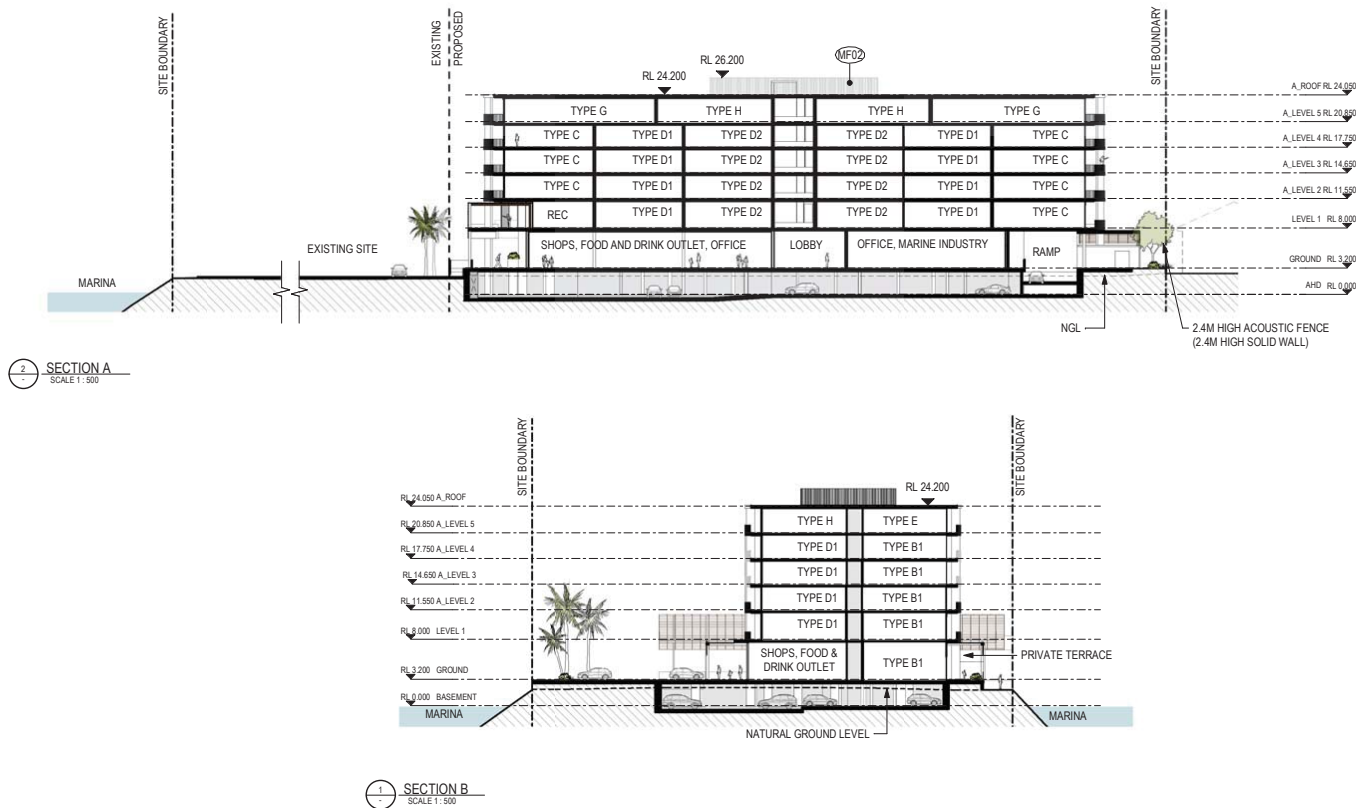 SITE BOUNDARY
EXISTING
PROPOSED
SITE BOUNDARY
RL 26.200
MF02
RL 24.200
A_ROOF RL 24.050
TYPE G TYPE H TYPE H TYPE G
A_LEVEL 5 RL 20.850
TYPE C TYPE D1 TYPE D2 TYPE D2 TYPE D1 TYPE C
A_LEVEL 4 RL 17.750
TYPE C TYPE D1 TYPE D2 TYPE D2 TYPE D1 TYPE C
A_LEVEL 3 RL 14.650
TYPE C TYPE D1 TYPE D2 TYPE D2 TYPE D1 TYPE C
A_LEVEL 2 RL 11.550
REC TYPE D1 TYPE D2 TYPE D2 TYPE D1 TYPE C
LEVEL 1 RL 8.000
EXISTING SITE SHOPS, FOOD AND DRINK OUTLET, OFFICE LOBBY OFFICE, MARINE INDUSTRY RAMP
GROUND RL 3.200
MARINA
AHD RL 0.000
NGL
2.4M HIGH ACOUSTIC FENCE
(2.4M HIGH SOLID WALL)
2
-
SECTION A
SCALE 1 : 500
SITE BOUNDARY
SITE BOUNDARY
RL 24.200
RL 24.050 A_ROOF
TYPE H TYPE E
RL 20.850 A_LEVEL 5
TYPE D1 TYPE B1
RL 17.750 A_LEVEL 4
TYPE D1 TYPE B1
RL 14.650 A_LEVEL 3
TYPE D1 TYPE B1
RL 11.550 A_LEVEL 2
TYPE D1 TYPE B1
RL 8.000 LEVEL 1
SHOPS, FOOD &
DRINK OUTLET
TYPE B1
PRIVATE TERRACE
RL 3.200 GROUND
RL 0.000 BASEMENT
MARINA MARINA
NATURAL GROUND LEVEL
1
-
SECTION B
SCALE 1 : 500